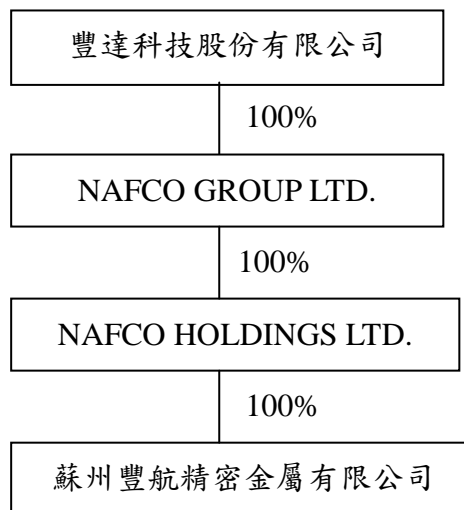 豐達科技股份有限公司
100%
NAFCO GROUP LTD.
100%
NAFCO HOLDINGS LTD.
100%
蘇州豐航精密金屬有限公司